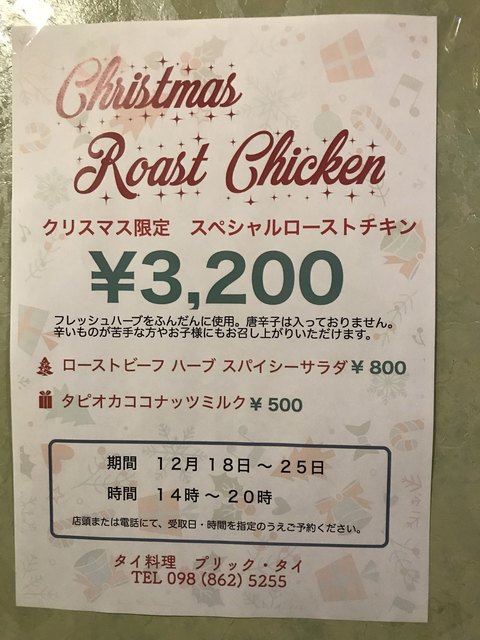 Christmas
Roast Chicken
クリスマス限定　スペシャルローストチキン
¥3,200
フレッシュハーブをふんだんに使用。唐辛子は入っておりません。
辛いものが苦手な方やお子様にもお召し上がりいただけます。
ローストビーフ ハーブ スパイシーサラダ ¥ 800
タピオカココナッツミルク ¥ 500
期間　12月18日～25日
時間　14時～20時
店頭または電話にて、受取日・時間を指定のうえご予約ください。
タイ料理　プリック・タイ
TEL 098 (862) 5255